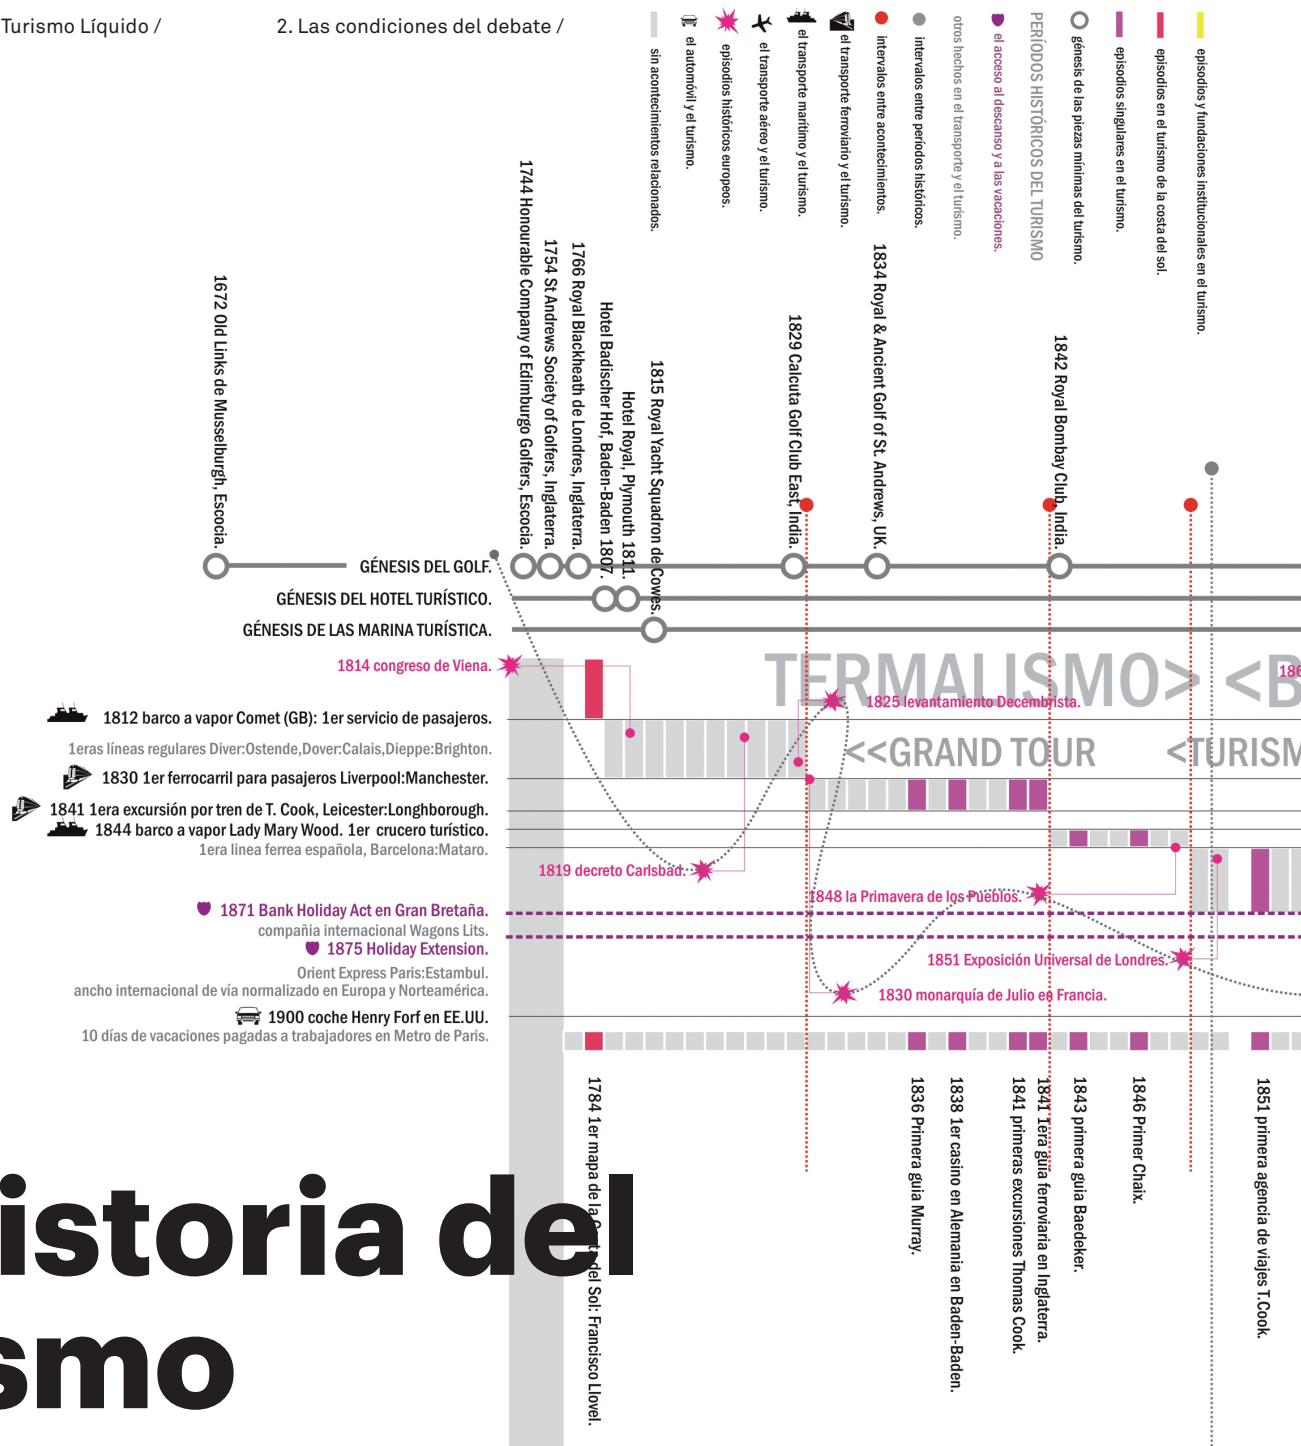 Turismo Líquido /
2. Las condiciones del debate /
sin acontecimientos relacionados.
el automóvil y el turismo.
episodios históricos europeos.
el transporte aéreo y el turismo.
el transporte marítimo y el turismo.
el transporte ferroviario y el turismo.
intervalos entre acontecimientos.
intervalos entre períodos históricos.
otros hechos en el transporte y el turismo.
el acceso al descanso y a las vacaciones.
PERÍODOS HISTÓRICOS DEL TURISMO
génesis de las piezas mínimas del turismo.
episodios singulares en el turismo.
episodios en el turismo de la costa del sol.
episodios y fundaciones institucionales en el turismo.
1672 Old Links de Musselburgh, Escocia.
1744 Honourable Company of Edimburgo Golfers, Escocia.
1754 St Andrews Society of Golfers, Inglaterra.
1766 Royal Blackheath de Londres, Inglaterra.
Hotel Badischer Hof, Baden-Baden 1807.
Hotel Royal, Plymouth 1811.
1815 Royal Yacht Squadron de Cowes.
1829 Calcuta Golf Club East, India.
1834 Royal & Ancient Golf of St. Andrews, UK.
1842 Royal Bombay Club, India.
GÉNESIS DEL GOLF.
GÉNESIS DEL HOTEL TURÍSTICO.
GÉNESIS DE LAS MARINA TURÍSTICA.
1814 congreso de Viena.
TERMALISMO> <B
186
1825 levantamiento Decembrista.
1812 barco a vapor Comet (GB): 1er servicio de pasajeros.
1eras líneas regulares Diver:Ostende,Dover:Calais,Dieppe:Brighton.
<<GRAND TOUR
<TURISM
1830 1er ferrocarril para pasajeros Liverpool:Manchester.
1841 1era excursión por tren de T. Cook, Leicester:Longhborough.
1844 barco a vapor Lady Mary Wood. 1er crucero turístico.
1era linea ferrea española, Barcelona:Mataro.
1819 decreto Carlsbad.
1848 la Primavera de los Pueblos.
1871 Bank Holiday Act en Gran Bretaña.
compañia internacional Wagons Lits.
1875 Holiday Extension.
1851 Exposición Universal de Londres.
Orient Express Paris:Estambul.
ancho internacional de vía normalizado en Europa y Norteamérica.
1830 monarquía de Julio en Francia.
1900 coche Henry Forf en EE.UU.
10 días de vacaciones pagadas a trabajadores en Metro de Paris.
1784 1er mapa de la Costa del Sol: Francisco Llovel.
1836 Primera guia Murray.
1838 1er casino en Alemania en Baden-Baden.
1841 primeras excursiones Thomas Cook.
1841 1era guía ferroviaria en Inglaterra.
1843 primera guia Baedeker.
1846 Primer Chaix.
1851 primera agencia de viajes T.Cook.
istoria del
smo